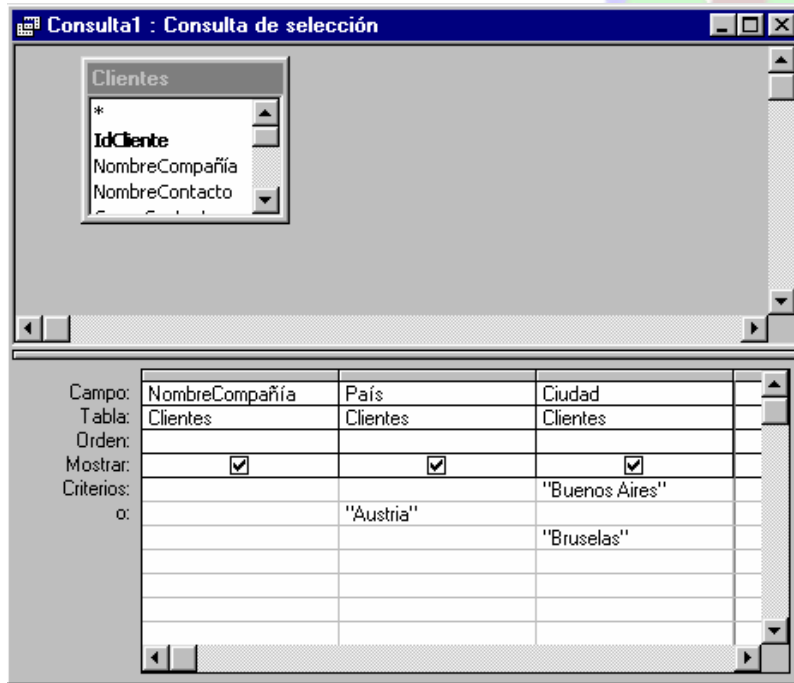 Consulta1 : Consulta de selección
Clientes
*
IdCliente
NombreCompañía
NombreContacto
Campo: NombreCompañía País Ciudad
Tabla: Clientes Clientes Clientes
Orden:
Mostrar:
Criterios: "Buenos Aires"
o: "Austria"
"Bruselas"